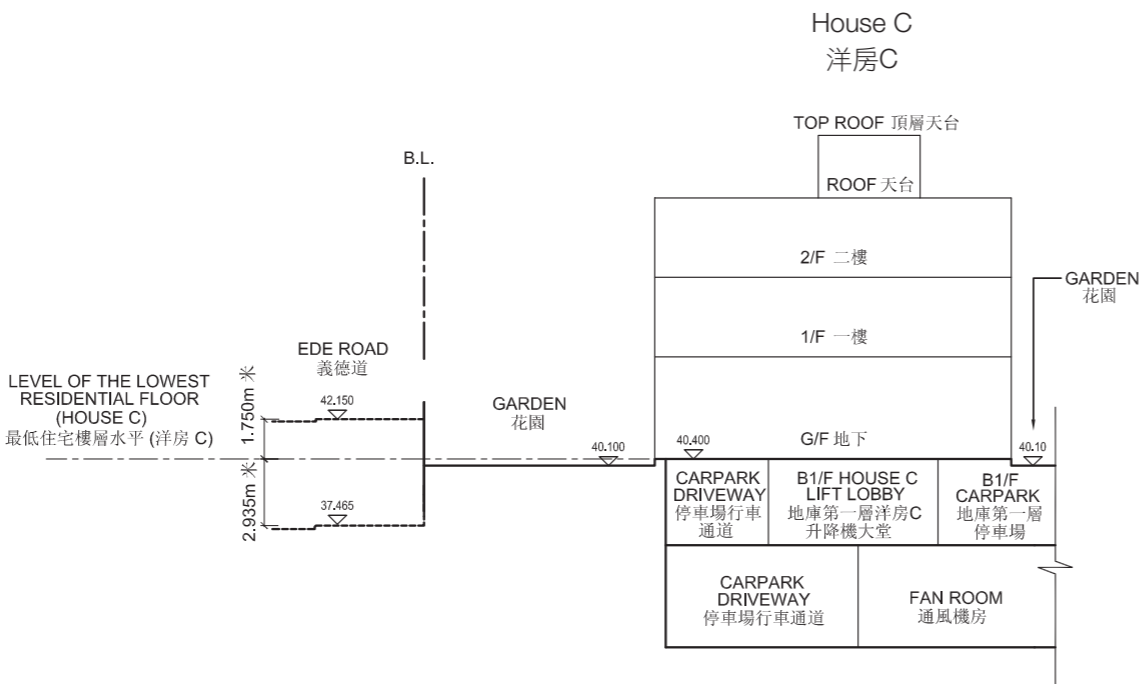 House C
洋房C
TOP ROOF 頂層天台
B.L.
ROOF 天台
2/F 二樓
GARDEN
花園
1/F 一樓
EDE ROAD
義德道
LEVEL OF THE LOWEST
RESIDENTIAL FLOOR
(HOUSE C)
最低住宅樓層水平 (洋房 C)
1.750m 米
42.150
GARDEN
花園
40.100
40.400
G/F 地下
40.10
2.935m 米
37.465
CARPARK
DRIVEWAY
停車場行車
通道
B1/F HOUSE C
LIFT LOBBY
地庫第一層洋房C
升降機大堂
B1/F
CARPARK
地庫第一層
停車場
CARPARK
DRIVEWAY
停車場行車通道
FAN ROOM
通風機房